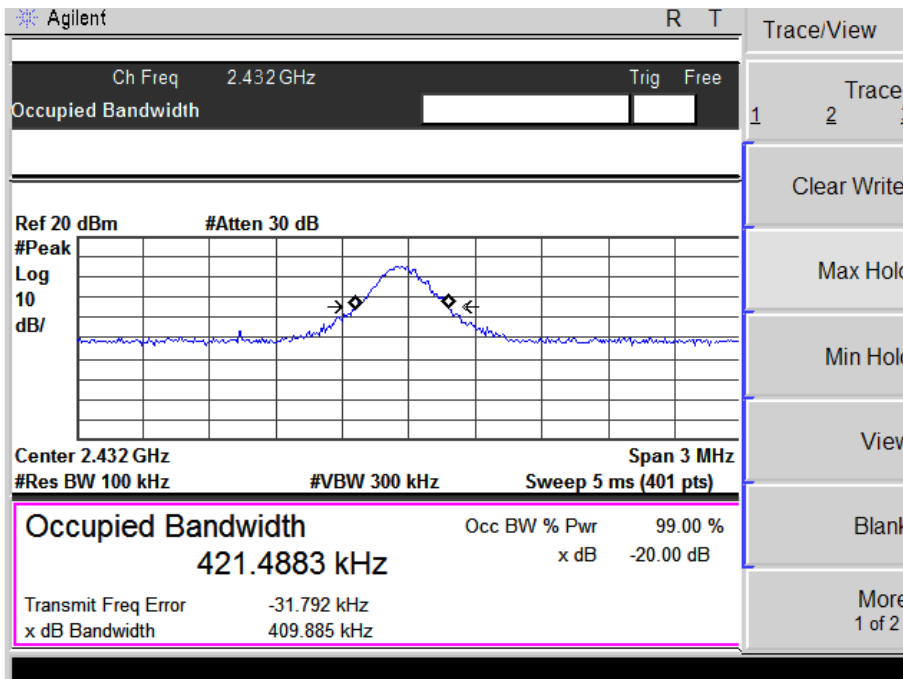 Agilent R T
Trace/View
Ch Freq 2.432 GHz Trig Free
Occupied Bandwidth
Trace
1 2
Clear Write
Ref 20 dBm #Atten 30 dB
#Peak
Log
10
dB/
Max Hold
Min Hold
View
Center 2.432 GHz Span 3 MHz
#Res BW 100 kHz #VBW 300 kHz Sweep 5 ms (401 pts)
Blank
Occupied Bandwidth
421.4883 kHz
Occ BW % Pwr 99.00 %
x dB -20.00 dB
Transmit Freq Error -31.792 kHz
x dB Bandwidth 409.885 kHz
More
1 of 2